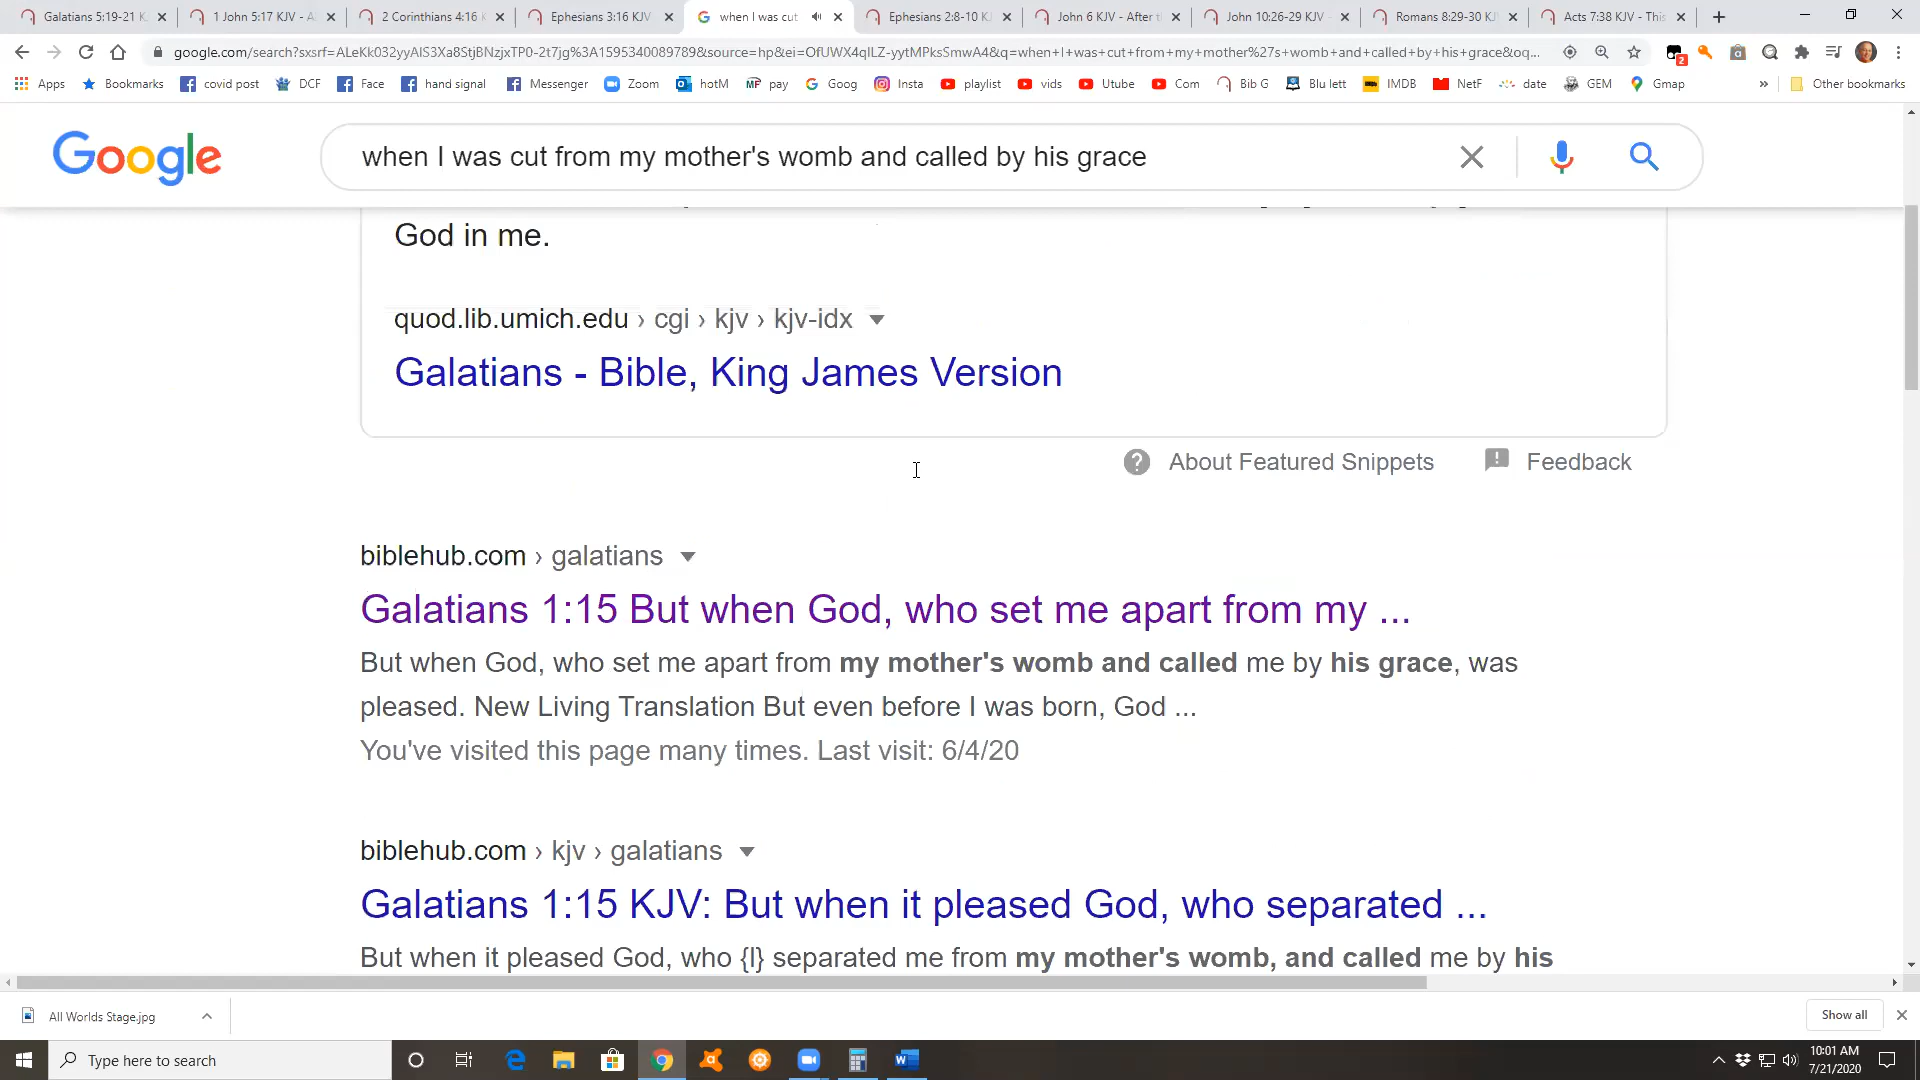 Galatians 5:19-21 K
1 John 5:17 KJV - A
2 Corinthians 4:16 K
Ephesians 3:16 KJV
when I was cut
Ephesians 2:8-10 KJ
John 6 KJV - After t
John 10:26-29 KJV
Romans 8:29-30 KJ
Acts 7:38 KJV - This
google.com/search?sxsrf=ALeKk032yyAlS3Xa8StjBNzjxTP0-2t7jg%3A1595340089789&source=hp&ei=OfUWX4qlLZ-yytMPksSmwA4&q=when+I+was+cut+from+my+mother%27s+womb+and+called+by+his+grace&oq...
2
Apps
Bookmarks
covid post
DCF
Face
hand signal
Messenger
Zoom
hotM
pay
Goog
Insta
playlist
vids
Utube
Com
Bib G
Blu lett
IMDB
NetF
date
GEM
Gmap
»
Other bookmarks
Google
when I was cut from my mother's womb and called by his grace
God in me.
quod.lib.umich.edu › cgi › kjv › kjv-idx
Galatians - Bible, King James Version
About Featured Snippets
Feedback
biblehub.com › galatians
Galatians 1:15 But when God, who set me apart from my ...
But when God, who set me apart from my mother's womb and called me by his grace, was
pleased. New Living Translation But even before I was born, God ...
You've visited this page many times. Last visit: 6/4/20
biblehub.com › kjv › galatians
Galatians 1:15 KJV: But when it pleased God, who separated ...
But when it pleased God, who {I} separated me from my mother's womb, and called me by his
All Worlds Stage.jpg
Show all
Type here to search
10:01 AM
7/21/2020